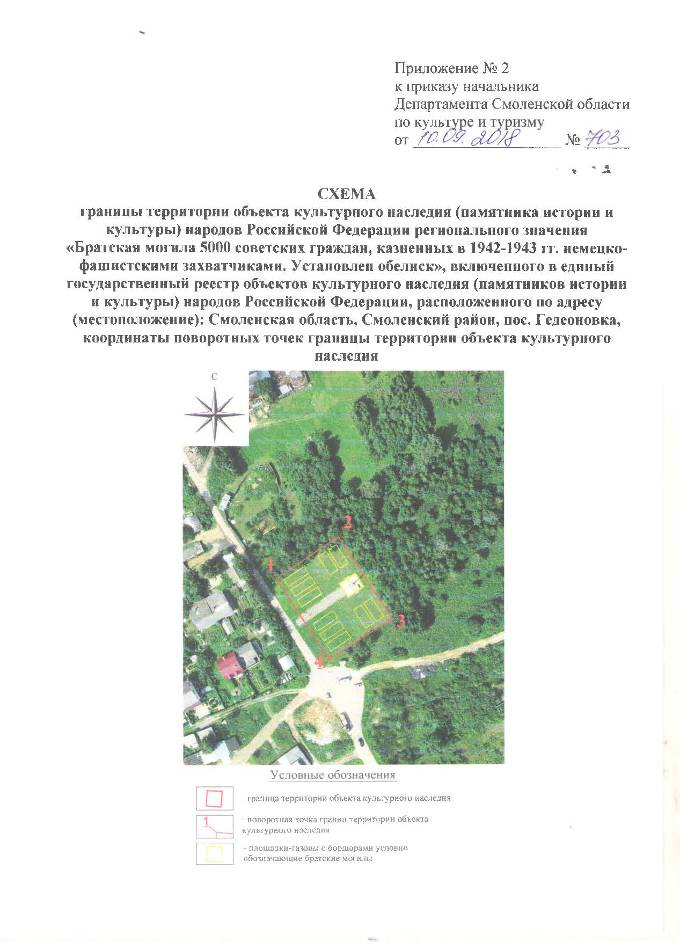 Приложение № 2
к приказу начальника
Департамента Смоленской области
по культуре и туризму
от 10.09.2018 № 703
СХЕМА
границы территории объекта культурного наследия (памятника истории и
культуры) народов Российской Федерации регионального значения
«Братская могила 5000 советских граждан, казненных в 1942-1943 гг. немецко-
фашистскими захватчиками. Установлен обелиск», включенного в единый
государственный реестр объектов культурного наследия (памятников истории
и культуры) народов Российской Федерации, расположенного по адресу
(местоположение): Смоленская область, Смоленский район, пос. Гедеоновка,
координаты поворотных точек границы территории объекта культурного
наследия
С
2
1
3
4
Условные обозначения
граница территории объекта культурного наследия
1
- поворотная точка границ территории объекта
культурного наследия
- площадки-газоны с бордюрами условно
обозначающие братские могилы